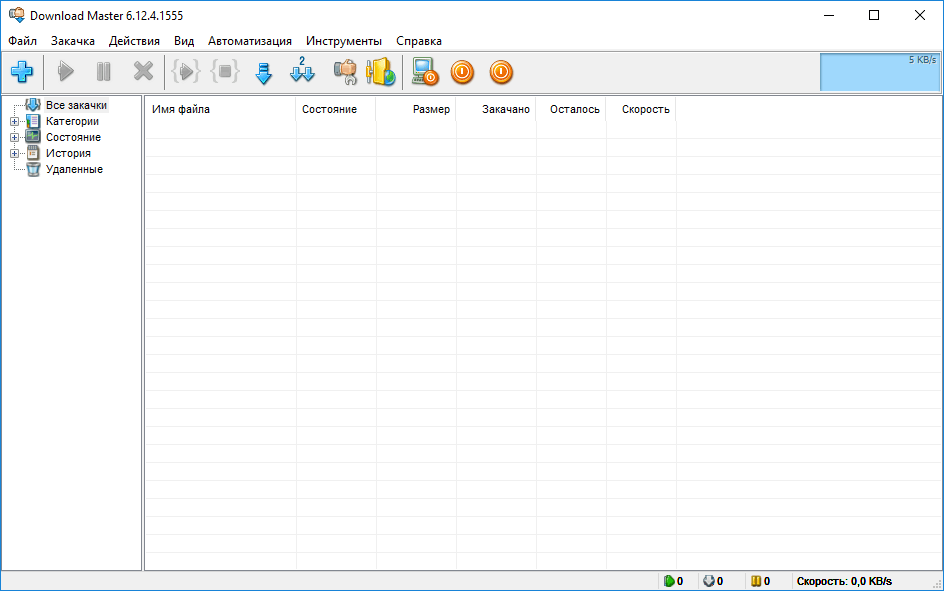 Download Master 6.12.4.1555
Файл Закачка Действия Вид Автоматизация Инструменты Справка
2
5 KB/s
Все закачки
Категории
Состояние
История
Удаленные
Имя файла Состояние Размер Закачано Осталось Скорость
0 0 0 Скорость: 0,0 KB/s